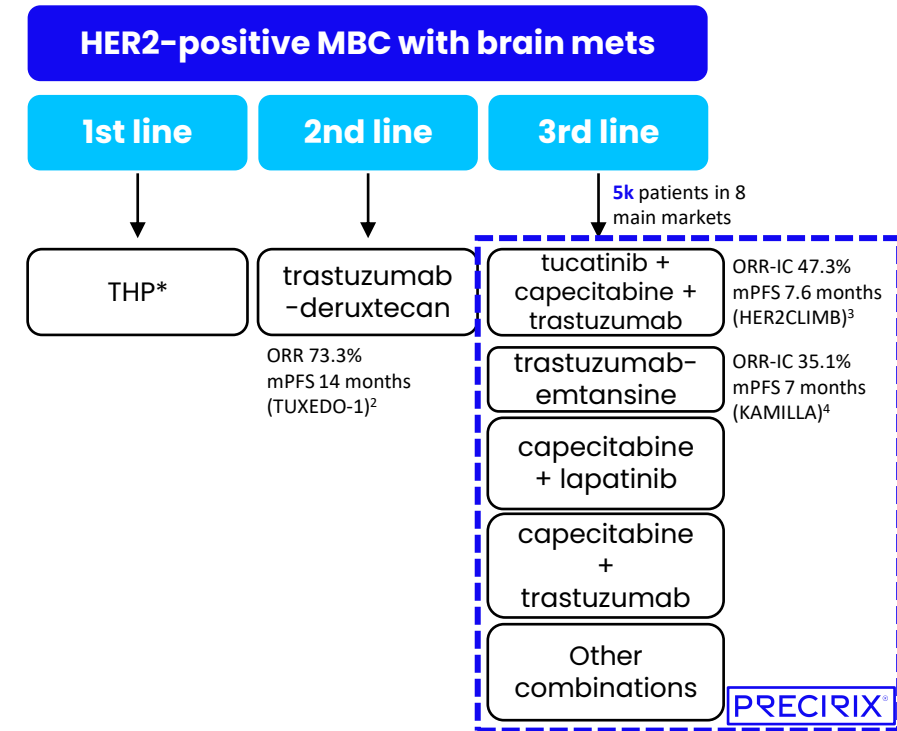 HER2-positive MBC with brain mets
1st line
2nd line
3rd line
5k patients in 8
main markets
THP*
trastuzumab
-deruxtecan
ORR 73.3%
mPFS 14 months
(TUXEDO-1)2
tucatinib +
capecitabine +
trastuzumab
ORR-IC 47.3%
mPFS 7.6 months
(HER2CLIMB)3
trastuzumab-
emtansine
ORR-IC 35.1%
mPFS 7 months
(KAMILLA)4
capecitabine
+ lapatinib
capecitabine
+
trastuzumab
Other
combinations
PRECIRIX®